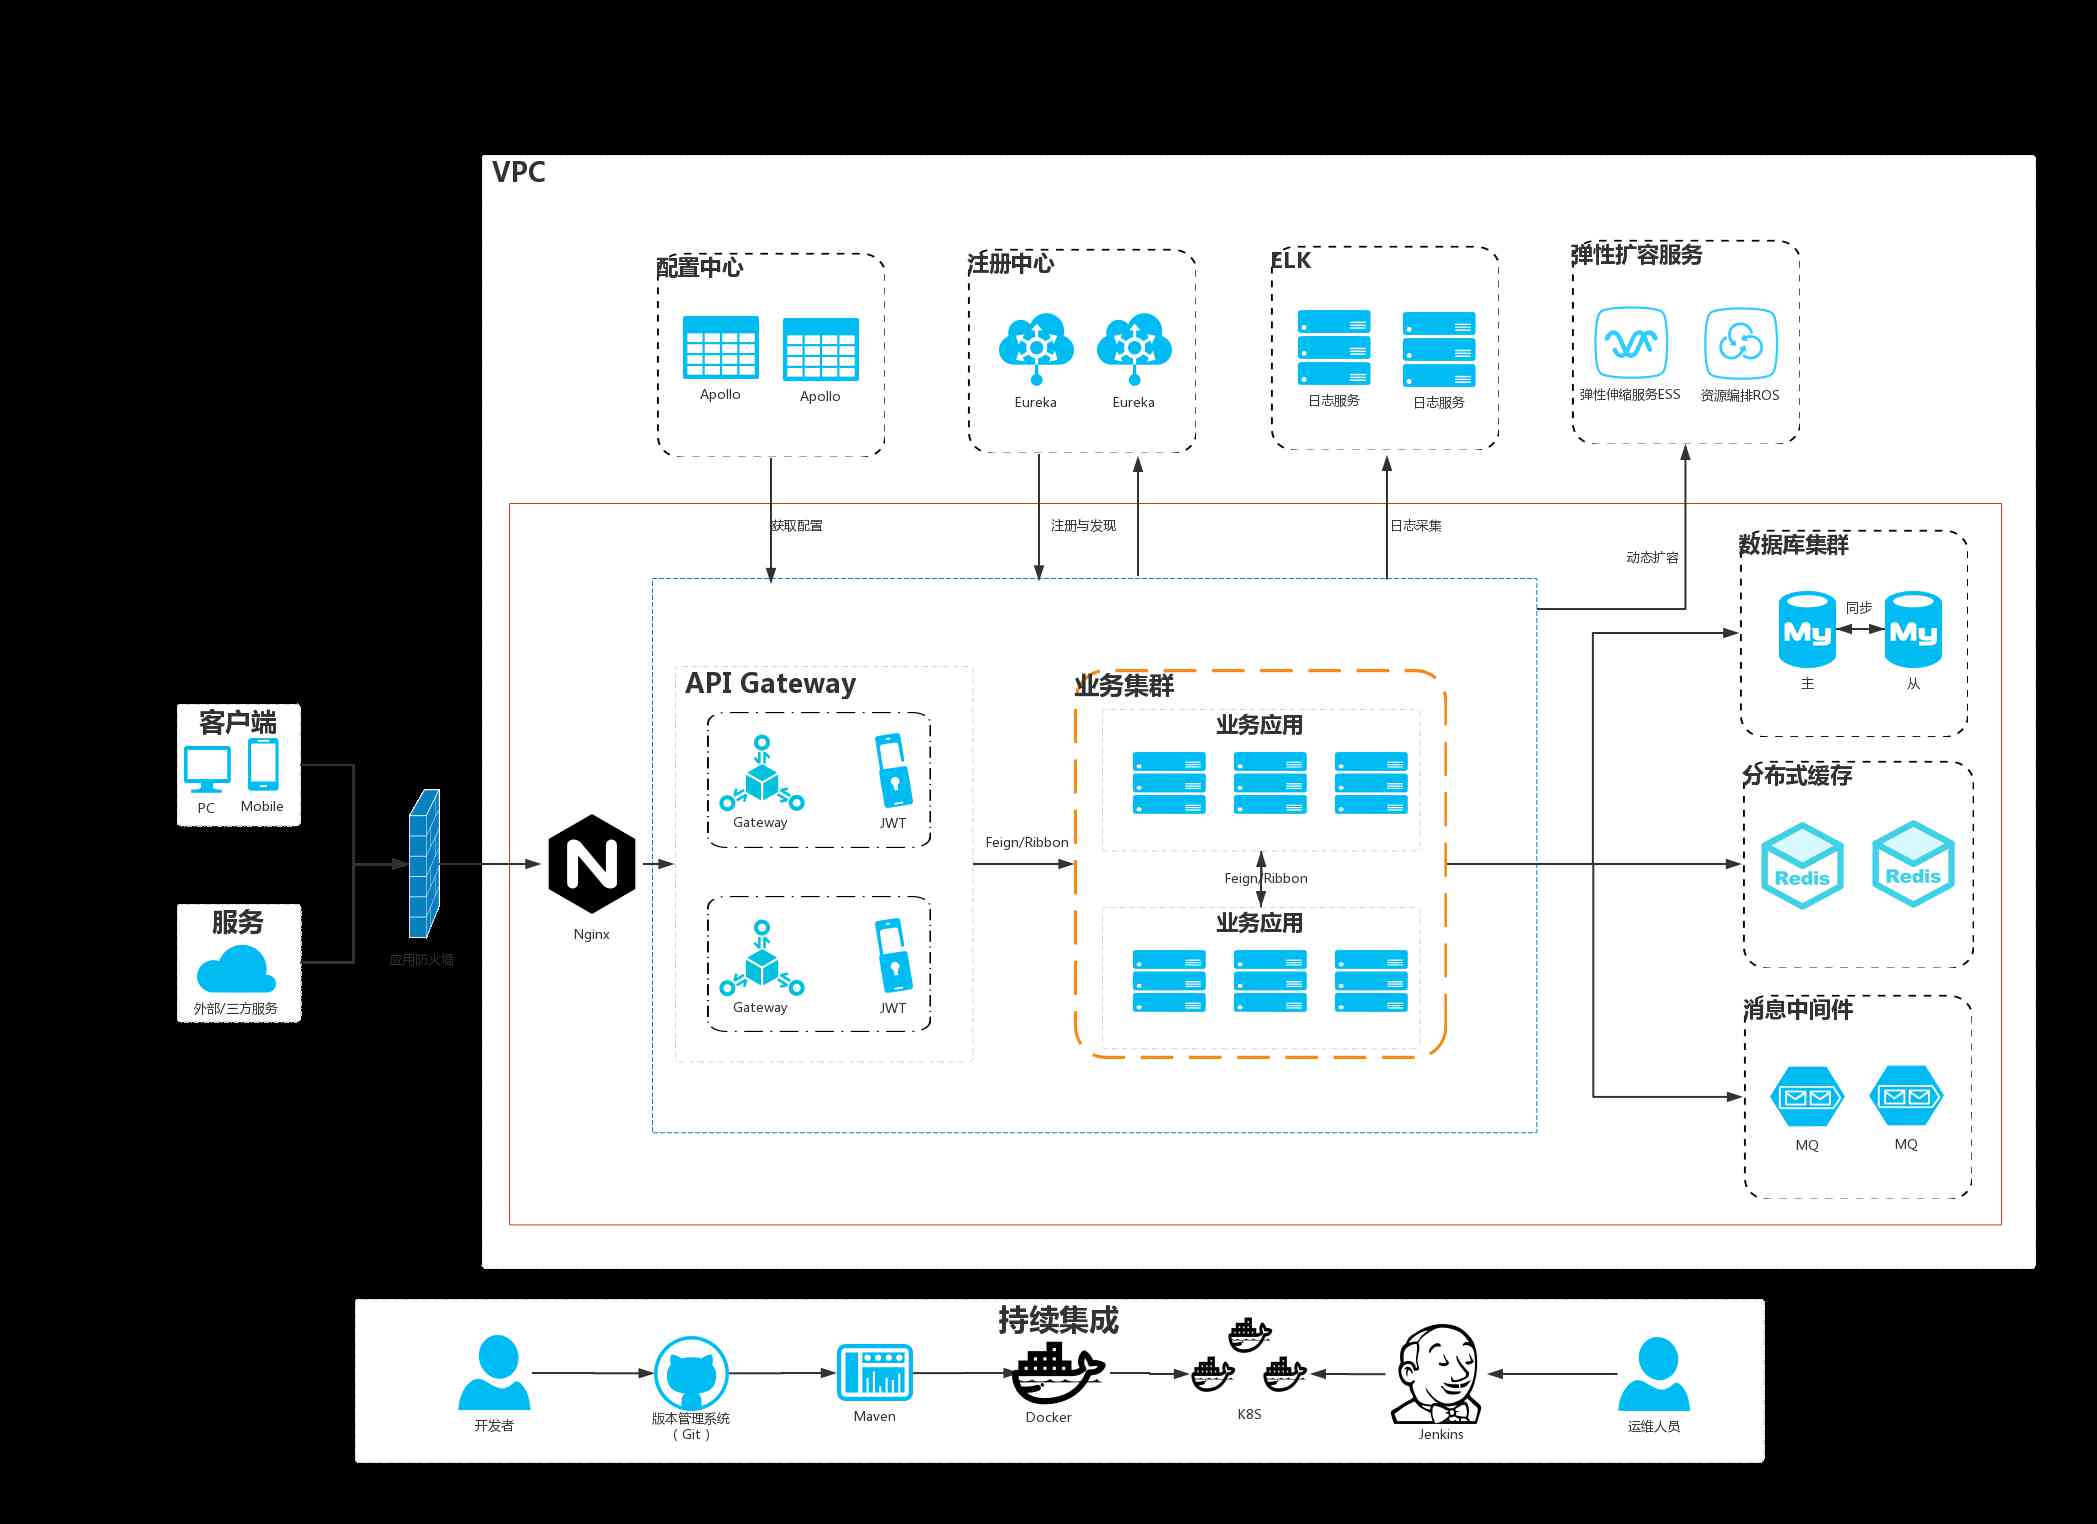 VPC
配置中心
Apollo
Apollo
注册中心
Eureka
Eureka
ELK
日志服务
日志服务
弹性扩容服务
弹性伸缩服务ESS
资源编排ROS
获取配置
注册与发现
日志采集
动态扩容
客户端
PC
Mobile
服务
外部/三方服务
应用防火墙
Nginx
API Gateway
Gateway
JWT
Gateway
JWT
Feign/Ribbon
业务集群
业务应用
Feign/Ribbon
业务应用
数据库集群
My
同步
My
主
从
分布式缓存
Redis
Redis
消息中间件
MQ
MQ
持续集成
开发者
版本管理系统
（Git）
Maven
Docker
K8S
Jenkins
运维人员